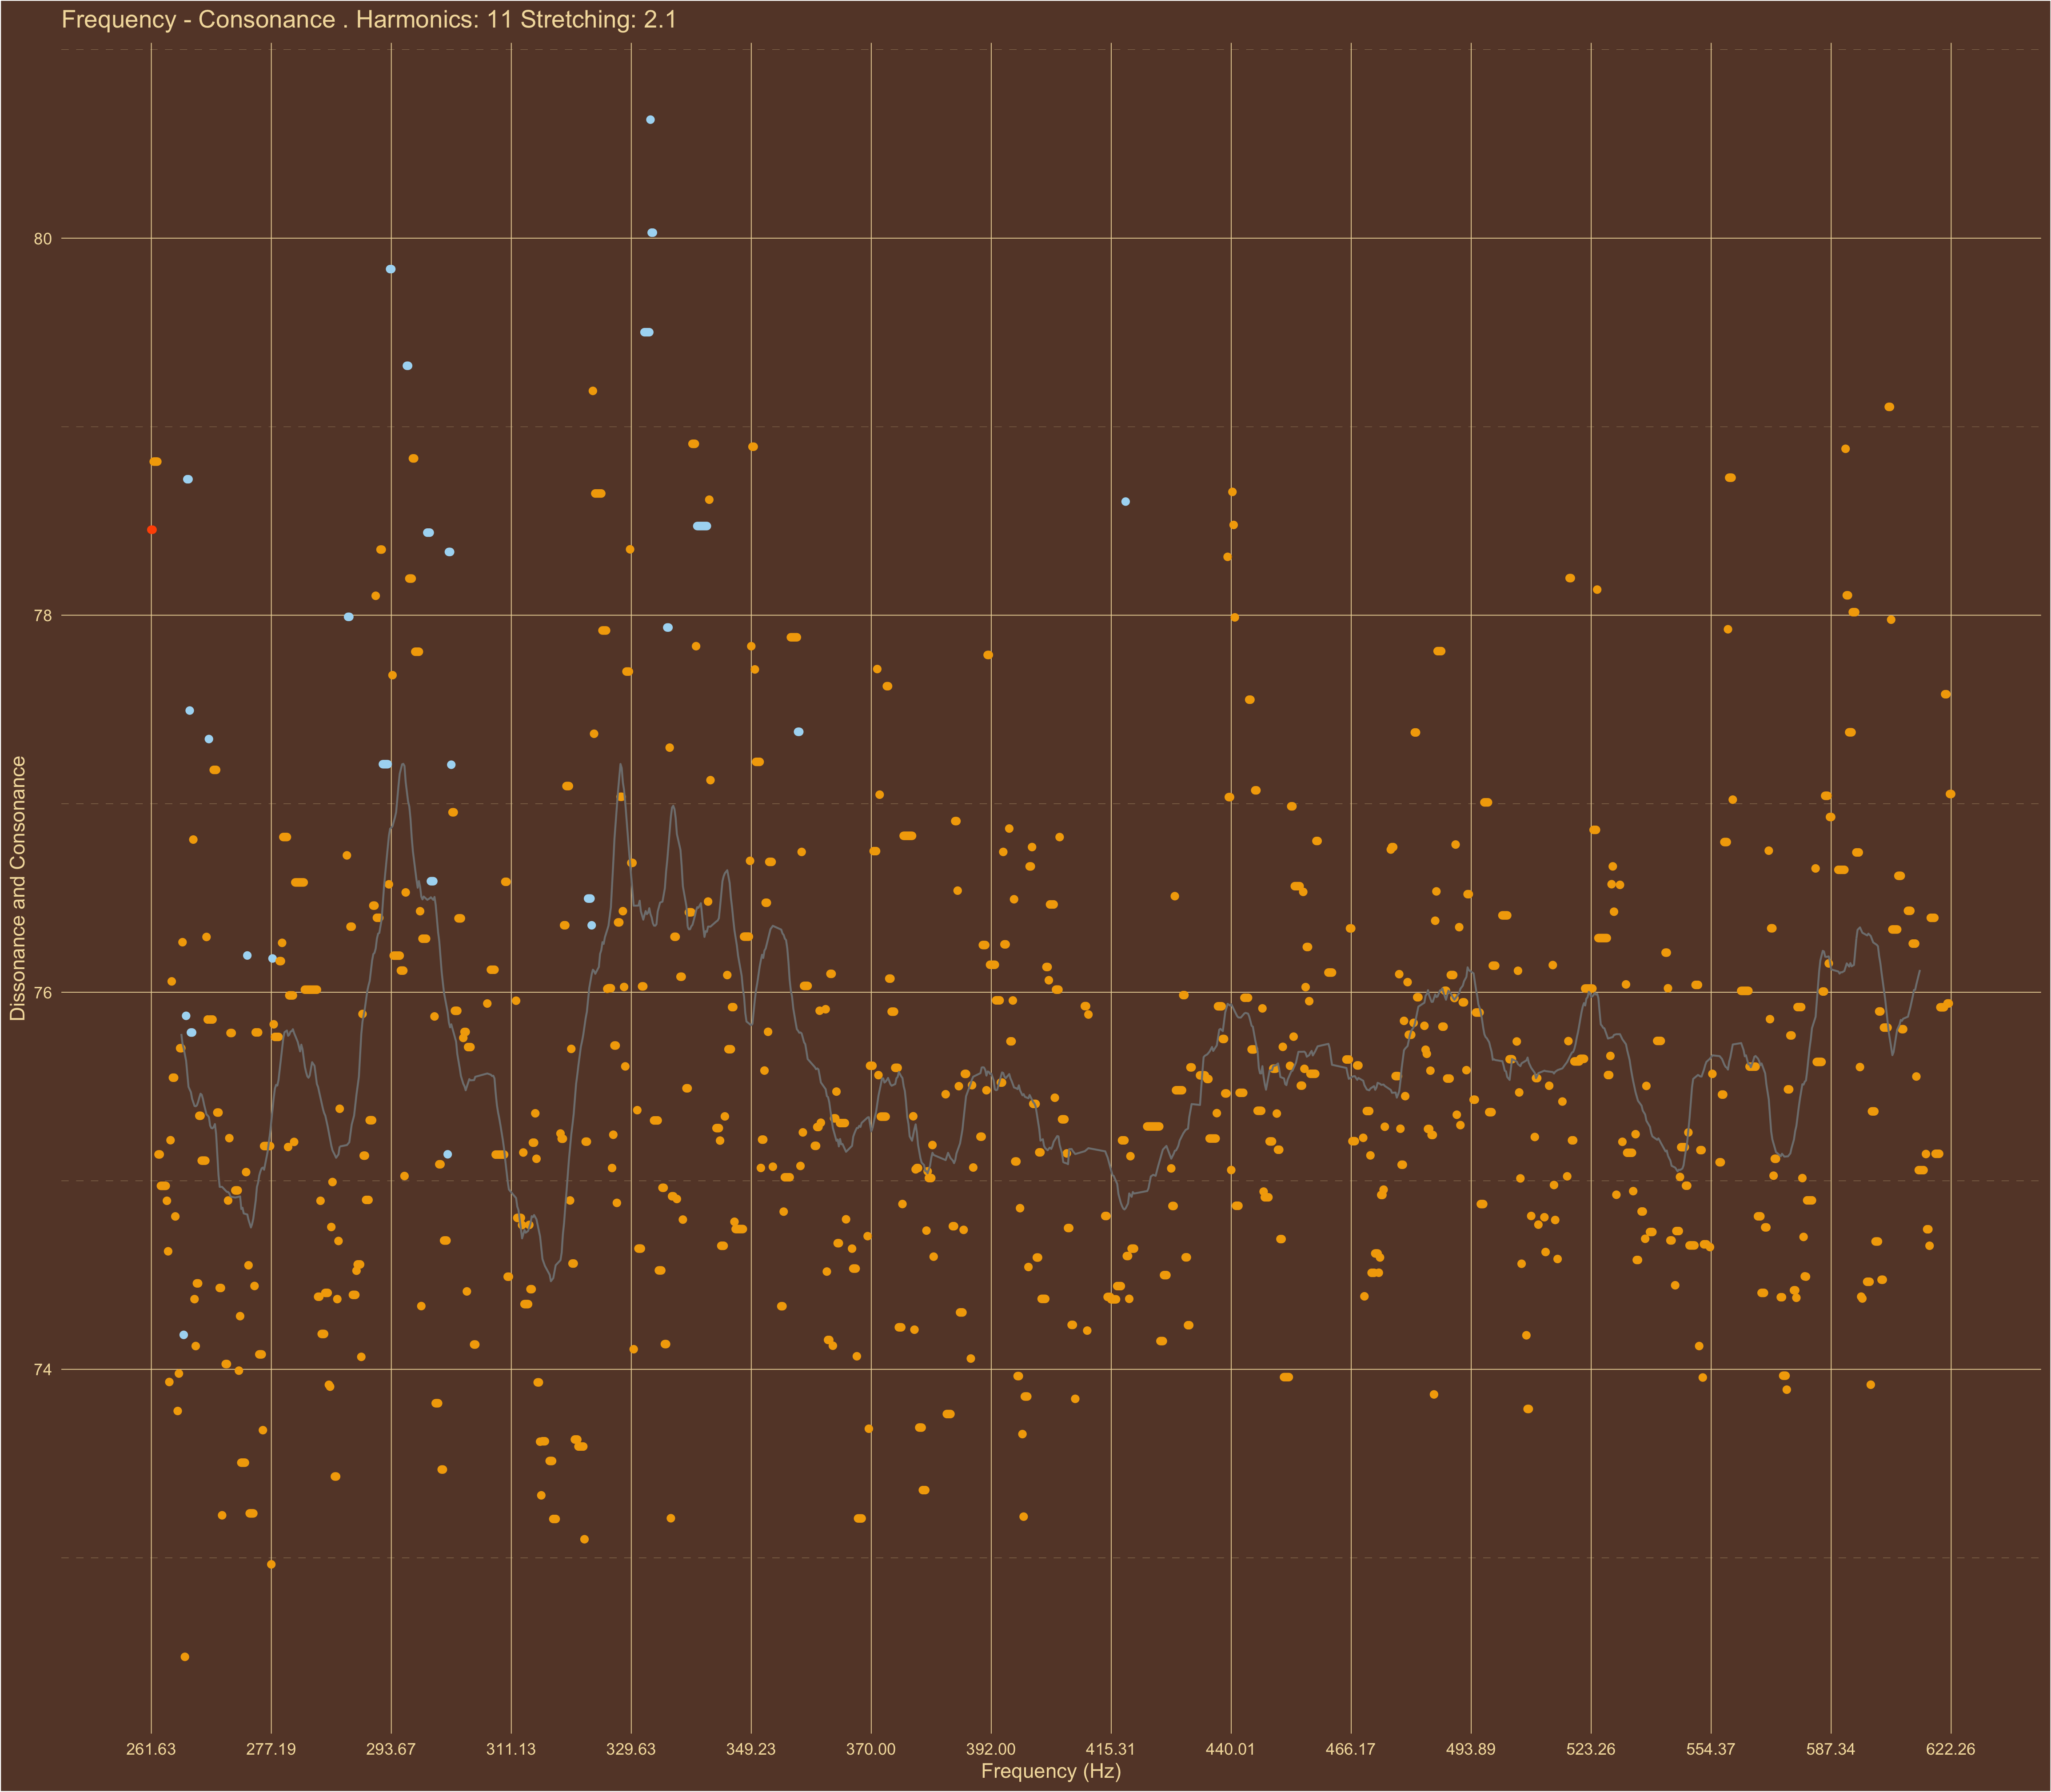 Frequency - Consonance . Harmonics: 11 Stretching: 2.1
Dissonance and Consonance
80
78
76
74
261.63 277.19 293.67 311.13 329.63 349.23 370.00 392.00 415.31 440.01 466.17 493.89 523.26 554.37 587.34 622.26
Frequency (Hz)